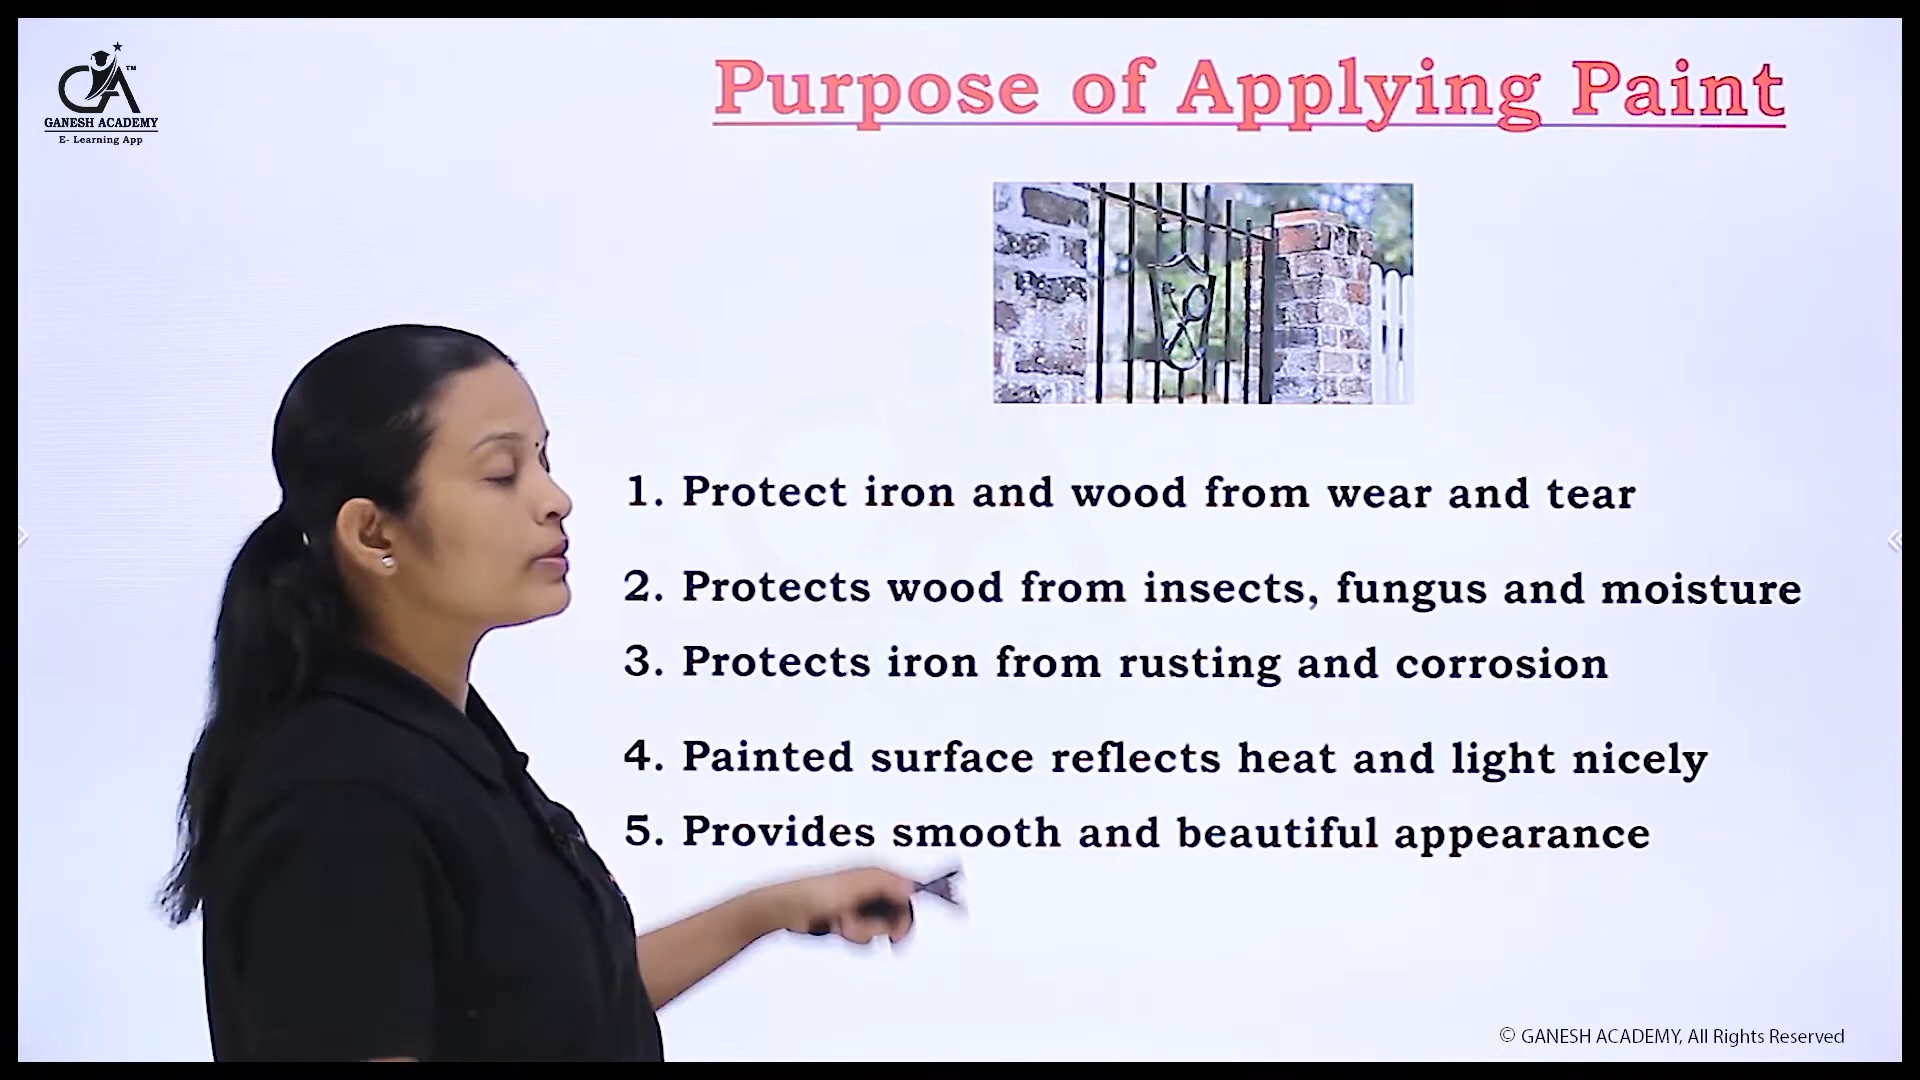 GANESH ACADEMY
E- Learning App
Purpose of Applying Paint
1. Protect iron and wood from wear and tear
2. Protects wood from insects, fungus and moisture
3. Protects iron from rusting and corrosion
4. Painted surface reflects heat and light nicely
5. Provides smooth and beautiful appearance
© GANESH ACADEMY, All Rights Reserved